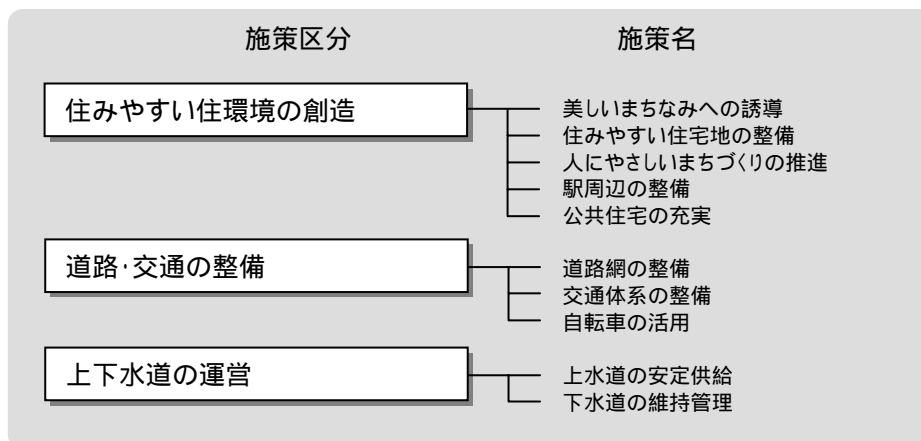 施策区分 施策名
住みやすい住環境の創造
美しいまちなみへの誘導
住みやすい住宅地の整備
人にやさしいまちづくりの推進
駅周辺の整備
公共住宅の充実
道路・交通の整備
道路網の整備
交通体系の整備
自転車の活用
上下水道の運営
上水道の安定供給
下水道の維持管理